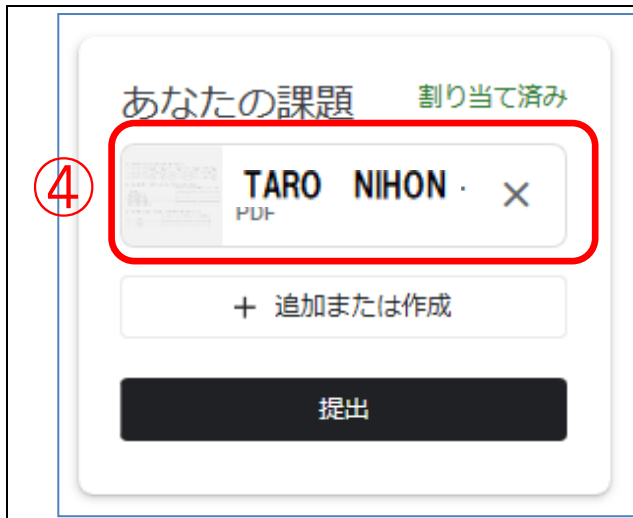 あなたの課題 割り当て済み
④
TARO NIHON
PDF
+ 追加または作成
提出